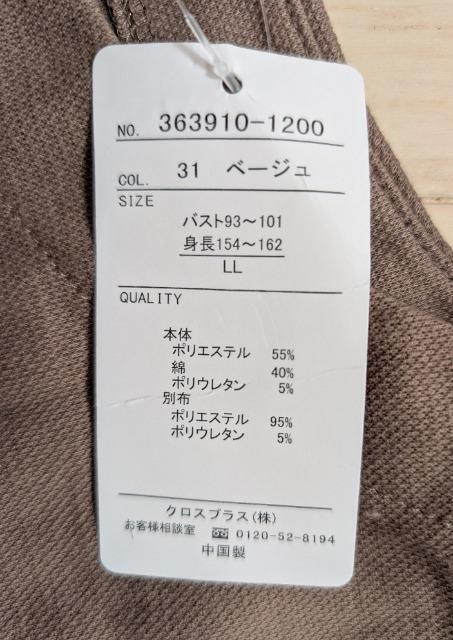 NO. 363910-1200
COL. 31 ベージュ
SIZE
バスト93～101
身長154～162
LL
QUALITY
本体
ポリエステル 55%
綿 40%
ポリウレタン 5%
別布
ポリエステル 95%
ポリウレタン 5%
クロスプラス(株)
お客様相談室 0120-52-8194
中国製